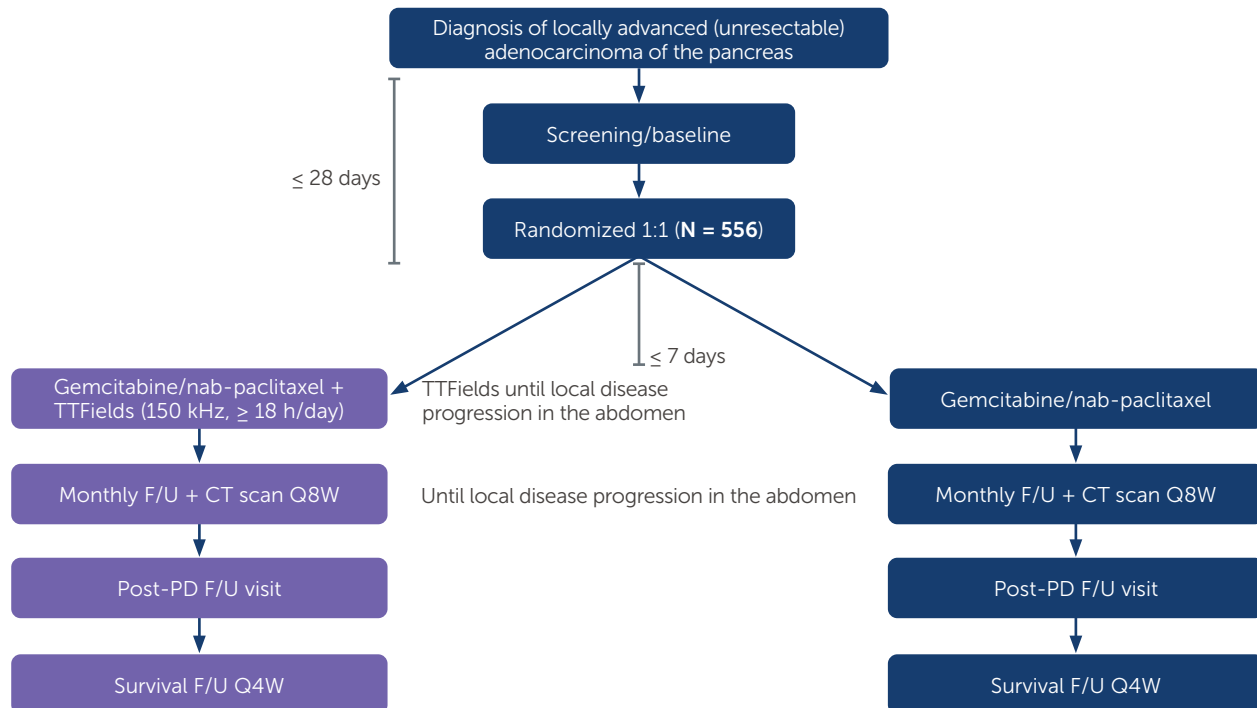 Diagnosis of locally advanced (unresectable)
adenocarcinoma of the pancreas
Screening/baseline
≤ 28 days
Randomized 1:1 (N = 556)
≤ 7 days
Gemcitabine/nab-paclitaxel +
TTFields (150 kHz, ≥ 18 h/day)
TTFields until local disease
progression in the abdomen
Gemcitabine/nab-paclitaxel
Monthly F/U + CT scan Q8W
Until local disease progression in the abdomen
Monthly F/U + CT scan Q8W
Post-PD F/U visit
Post-PD F/U visit
Survival F/U Q4W
Survival F/U Q4W